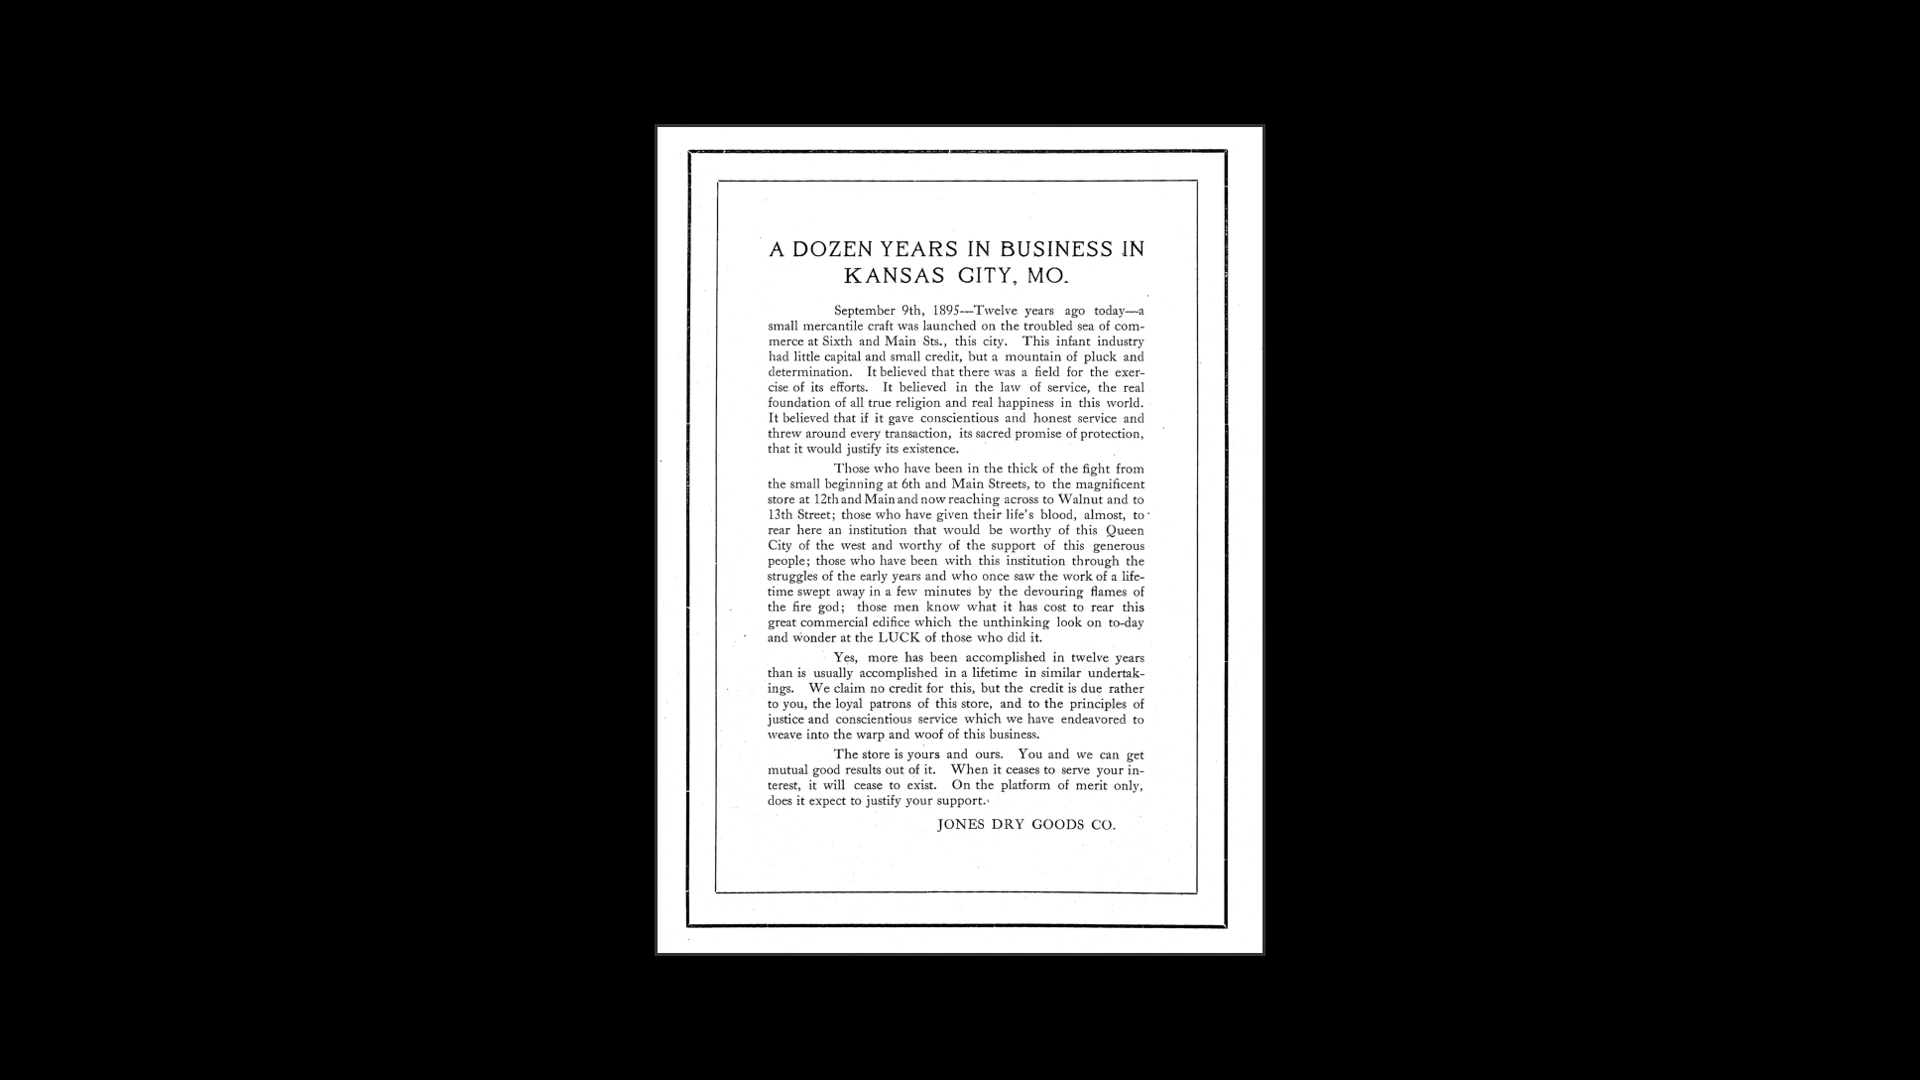 A DOZEN YEARS IN BUSINESS IN
KANSAS CITY, MO.
September 9th, 1895—Twelve years ago today—a
small mercantile craft was launched on the troubled sea of com-
merce at Sixth and Main Sts., this city. This infant industry
had little capital and small credit, but a mountain of pluck and
determination. It believed that there was a field for the exer-
cise of its efforts. It believed in the law of service, the real
foundation of all true religion and real happiness in this world.
It believed that if it gave conscientious and honest service and
threw around every transaction, its sacred promise of protection,
that it would justify its existence.
Those who have been in the thick of the fight from
the small beginning at 6th and Main Streets, to the magnificent
store at 12th and Main and now reaching across to Walnut and to
13th Street; those who have given their life's blood, almost, to
rear here an institution that would be worthy of this Queen
City of the west and worthy of the support of this generous
people; those who have been with this institution through the
struggles of the early years and who once saw the work of a life-
time swept away in a few minutes by the devouring flames of
the fire god; those men know what it has cost to rear this
great commercial edifice which the unthinking look on to-day
and wonder at the LUCK of those who did it.
Yes, more has been accomplished in twelve years
than is usually accomplished in a lifetime in similar undertak-
ings. We claim no credit for this, but the credit is due rather
to you, the loyal patrons of this store, and to the principles of
justice and conscientious service which we have endeavored to
weave into the warp and woof of this business.
The store is yours and ours. You and we can get
mutual good results out of it. When it ceases to serve your in-
terest, it will cease to exist. On the platform of merit only,
does it expect to justify your support.
JONES DRY GOODS CO.